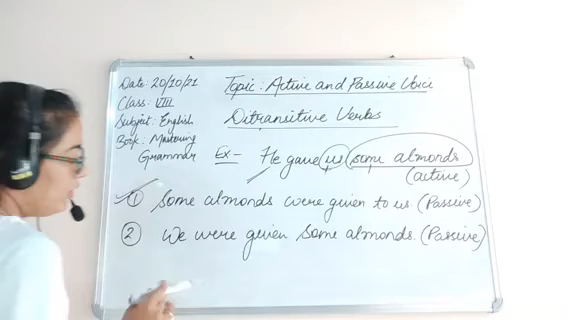 Date: 20/10/21
Class: VIII
Subject: English
Book: Mastering
Grammar
Topic: Active and Passive Voice
Ditransitive Verbs
Ex- He gave us some almonds
(active)
① Some almonds were given to us. (Passive)
② We were given some almonds. (Passive)